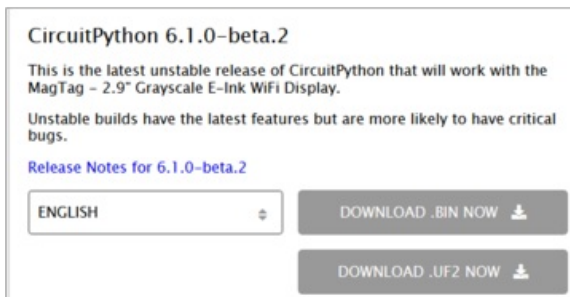 CircuitPython 6.1.0-beta.2
This is the latest unstable release of CircuitPython that will work with the
MagTag - 2.9" Grayscale E-Ink WiFi Display.
Unstable builds have the latest features but are more likely to have critical
bugs.
Release Notes for 6.1.0-beta.2
ENGLISH
DOWNLOAD .BIN NOW
DOWNLOAD .UF2 NOW